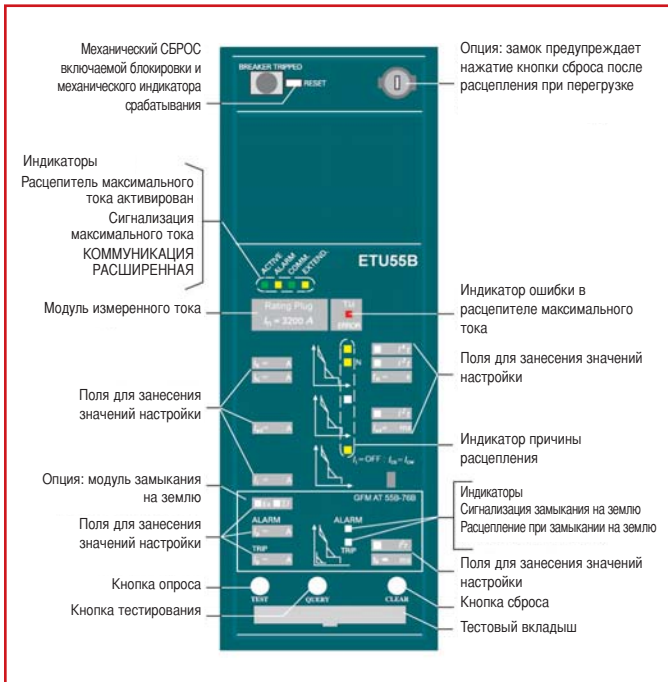 Механический СБРОС
включаемой блокировки и
механического индикатора
срабатывания
Опция: замок предупреждает
нажатие кнопки сброса после
расцепления при перегрузке
BREAKER TRIPPED
RESET
Индикаторы
Расцепитель максимального
тока активирован
Сигнализация
максимального тока
КОММУНИКАЦИЯ
РАСШИРЕННАЯ
ETU55B
ACTIVE
ALARM
COMM.
EXTEND.
Модуль измеренного тока
Rating Plug
= 3200 A
T.U.
ERROR
Индикатор ошибки в
расцепителе максимального
тока
N
Поля для занесения значений
настройки
Поля для занесения
значений настройки
Индикатор причины
расцепления
Опция: модуль замыкания
на землю
GFM AT 55B-76B
Индикаторы
Сигнализация замыкания на землю
Расцепление при замыкании на землю
ALARM
ALARM
TRIP
TRIP
Поля для занесения
значений настройки
Поля для занесения значений
настройки
Кнопка опроса
Кнопка тестирования
TEST
QUERY
CLEAR
Кнопка сброса
Тестовый вкладыш